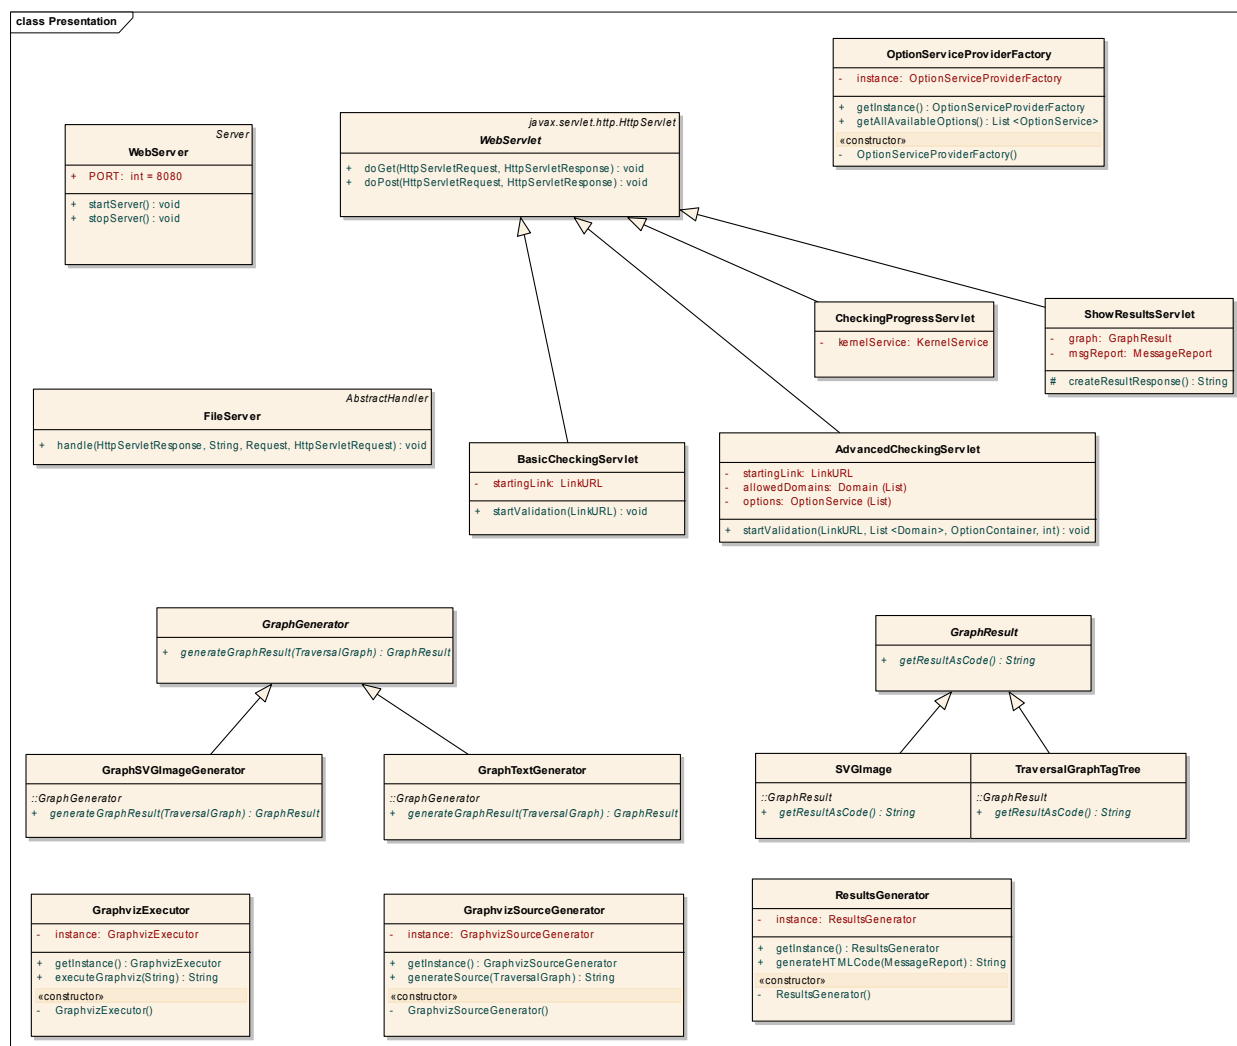 class Presentation
OptionServiceProviderFactory
- instance: OptionServiceProviderFactory
+ getInstance() : OptionServiceProviderFactory
+ getAllAvailableOptions() : List <OptionService>
«constructor»
- OptionServiceProviderFactory()
Server
WebServer
+ PORT: int = 8080
+ startServer() : void
+ stopServer() : void
javax.servlet.http.HttpServlet
WebServlet
+ doGet(HttpServletRequest, HttpServletResponse) : void
+ doPost(HttpServletRequest, HttpServletResponse) : void
CheckingProgressServlet
- kernelService: KernelService
ShowResultsServlet
- graph: GraphResult
- msgReport: MessageReport
# createResultResponse() : String
AbstractHandler
FileServer
+ handle(HttpServletResponse, String, Request, HttpServletRequest) : void
BasicCheckingServlet
- startingLink: LinkURL
+ startValidation(LinkURL) : void
AdvancedCheckingServlet
- startingLink: LinkURL
- allowedDomains: Domain (List)
- options: OptionService (List)
+ startValidation(LinkURL, List <Domain>, OptionContainer, int) : void
GraphGenerator
+ generateGraphResult(TraversalGraph) : GraphResult
GraphResult
+ getResultAsCode() : String
GraphSVGImageGenerator
::GraphGenerator
+ generateGraphResult(TraversalGraph) : GraphResult
GraphTextGenerator
::GraphGenerator
+ generateGraphResult(TraversalGraph) : GraphResult
SVGImage
::GraphResult
+ getResultAsCode() : String
TraversalGraphTagTree
::GraphResult
+ getResultAsCode() : String
GraphvizExecutor
- instance: GraphvizExecutor
+ getInstance() : GraphvizExecutor
+ executeGraphviz(String) : String
«constructor»
- GraphvizExecutor()
GraphvizSourceGenerator
- instance: GraphvizSourceGenerator
+ getInstance() : GraphvizSourceGenerator
+ generateSource(TraversalGraph) : String
«constructor»
- GraphvizSourceGenerator()
ResultsGenerator
- instance: ResultsGenerator
+ getInstance() : ResultsGenerator
+ generateHTMLCode(MessageReport) : String
«constructor»
- ResultsGenerator()